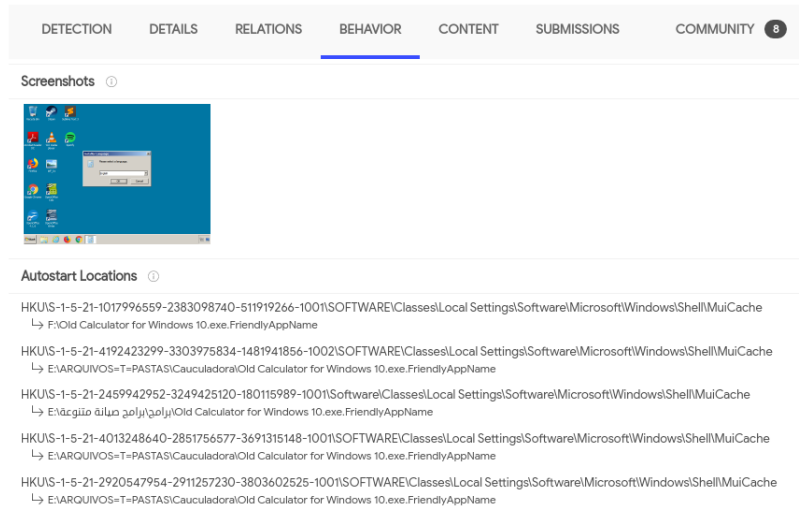 DETECTION DETAILS RELATIONS BEHAVIOR CONTENT SUBMISSIONS COMMUNITY 8
Screenshots
Autostart Locations
HKU\S-1-5-21-1017996559-2383098740-511919266-1001\SOFTWARE\Classes\Local Settings\Software\Microsoft\Windows\Shell\MuiCache
F:\Old Calculator for Windows 10.exe.FriendlyAppName
HKU\S-1-5-21-4192423299-3303975834-1481941856-1002\SOFTWARE\Classes\Local Settings\Software\Microsoft\Windows\Shell\MuiCache
E:\ARQUIVOS=T=PASTAS\Cauculadora\Old Calculator for Windows 10.exe.FriendlyAppName
HKU\S-1-5-21-2459942952-3249425120-180115989-1001\Software\Classes\Local Settings\Software\Microsoft\Windows\Shell\MuiCache
E:\برامج\برامج صيانة متنوعة\Old Calculator for Windows 10.exe.FriendlyAppName
HKU\S-1-5-21-4013248640-2851756577-3691315148-1001\SOFTWARE\Classes\Local Settings\Software\Microsoft\Windows\Shell\MuiCache
E:\ARQUIVOS=T=PASTAS\Cauculadora\Old Calculator for Windows 10.exe.FriendlyAppName
HKU\S-1-5-21-2920547954-2911257230-3803602525-1001\SOFTWARE\Classes\Local Settings\Software\Microsoft\Windows\Shell\MuiCache
E:\ARQUIVOS=T=PASTAS\Cauculadora\Old Calculator for Windows 10.exe.FriendlyAppName